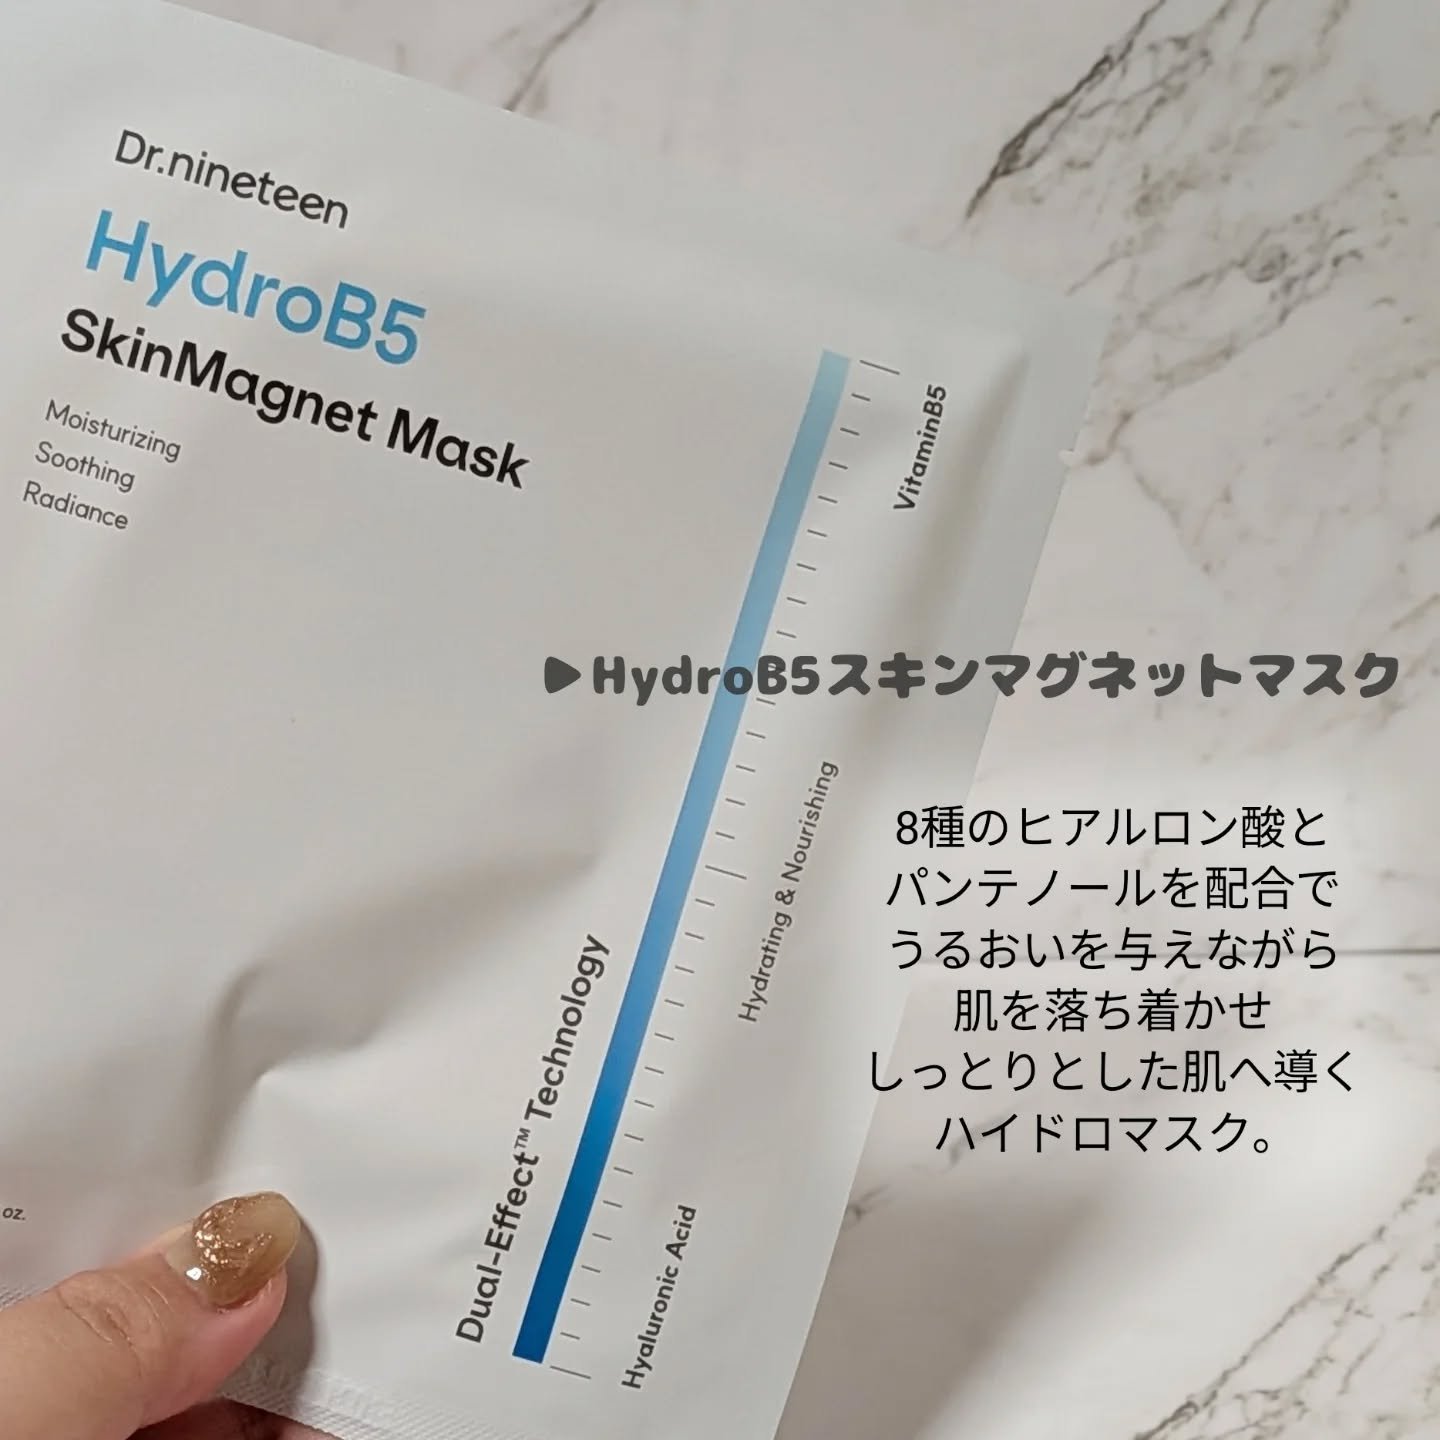 Dr.nineteen
HydroB5
SkinMagnet Mask
Moisturizing
Soothing
Radiance
VitaminB5
Hydrating & Nourishing
Hyaluronic Acid
Dual-Effect™ Technology
oz.
▶HydroB5スキンマグネットマスク
8種のヒアルロン酸と
パンテノールを配合で
うるおいを与えながら
肌を落ち着かせ
しっとりとした肌へ導く
ハイドロマスク。